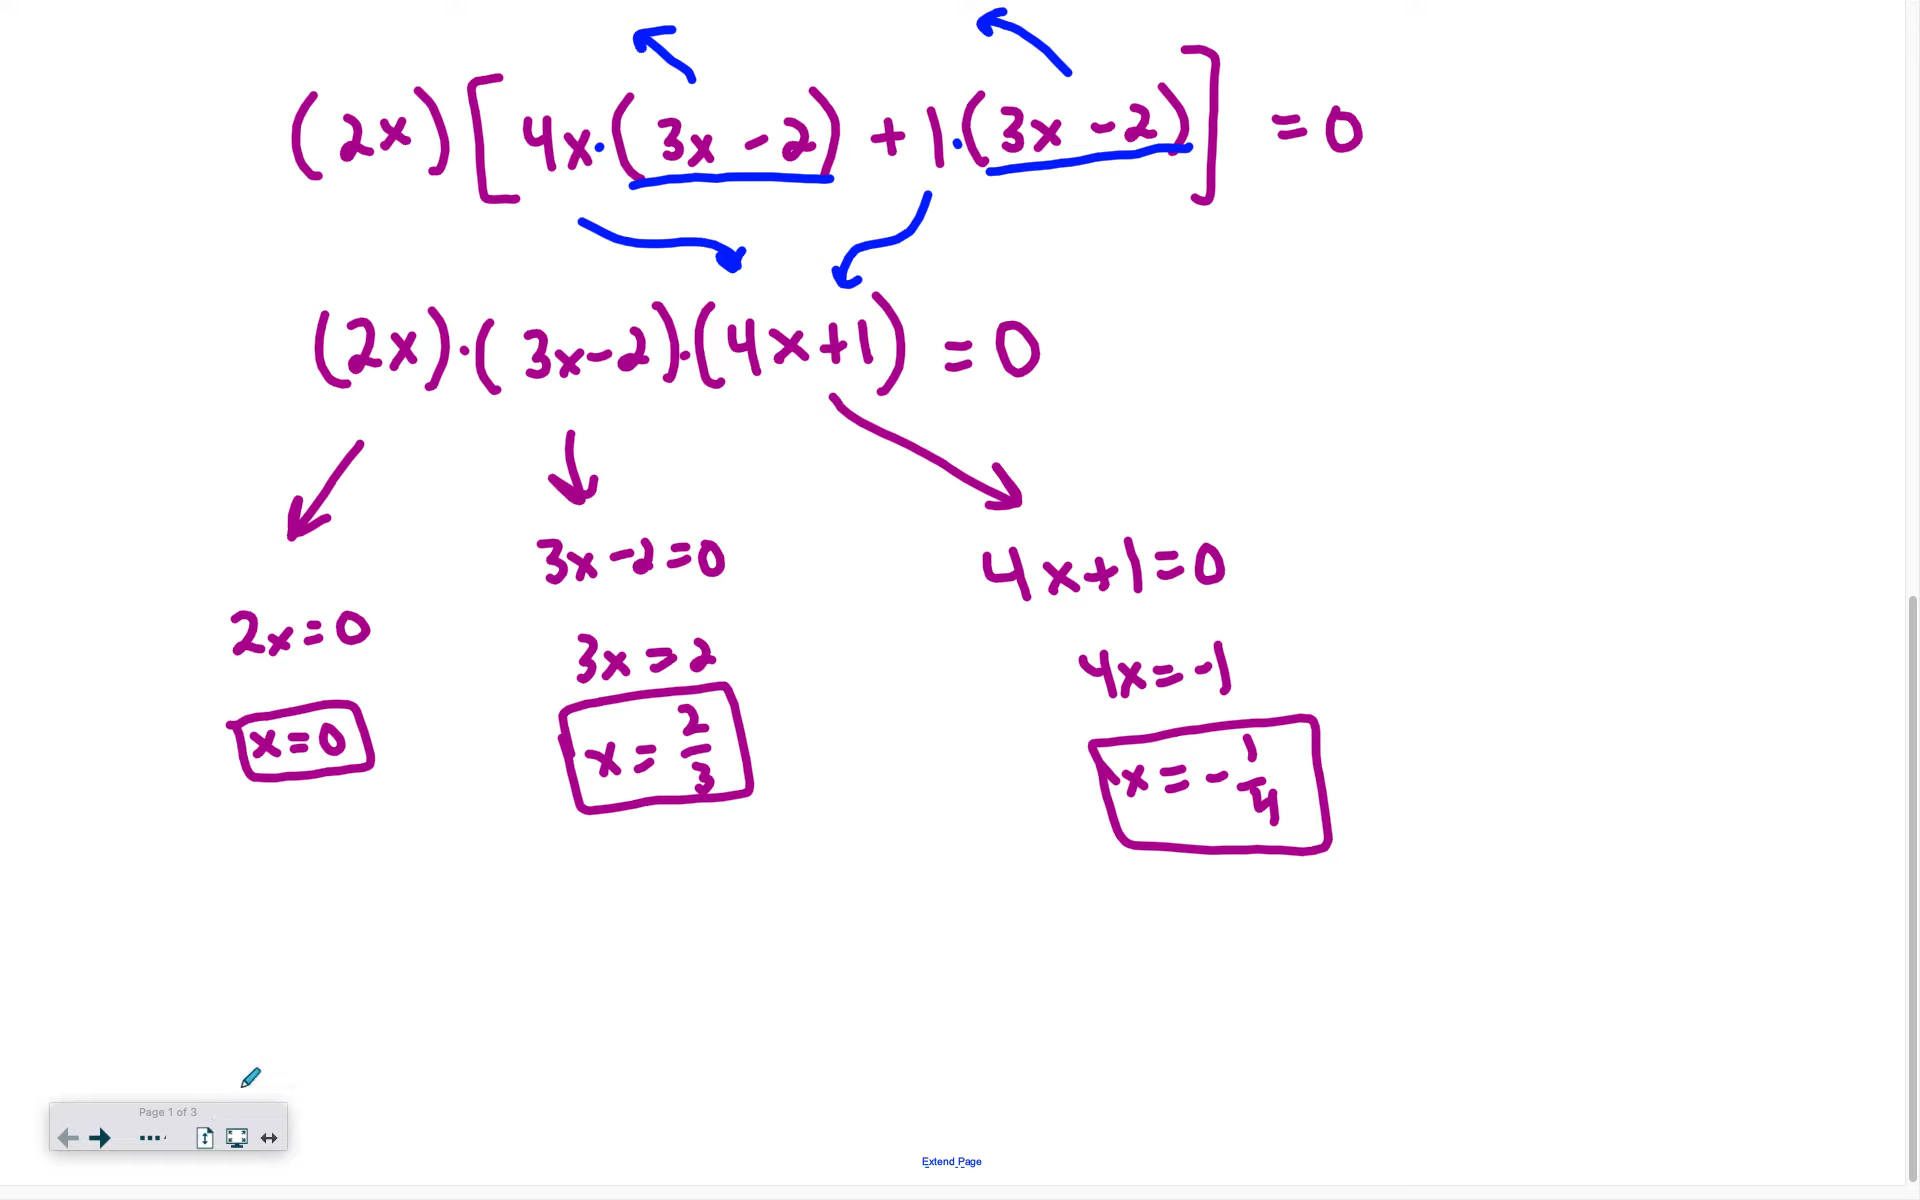 (2x)[4x·(3x-2)+1·(3x-2)] = 0
(2x)·(3x-2)·(4x+1) = 0
3x-2=0
4x+1=0
2x=0
3x=2
4x=-1
x=0
x=2/3
x=-1/4
Page 1 of 3
Extend Page